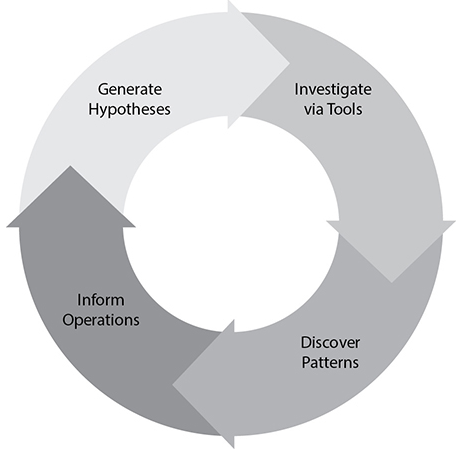 Generate
Hypotheses
Investigate
via Tools
Discover
Patterns
Inform
Operations